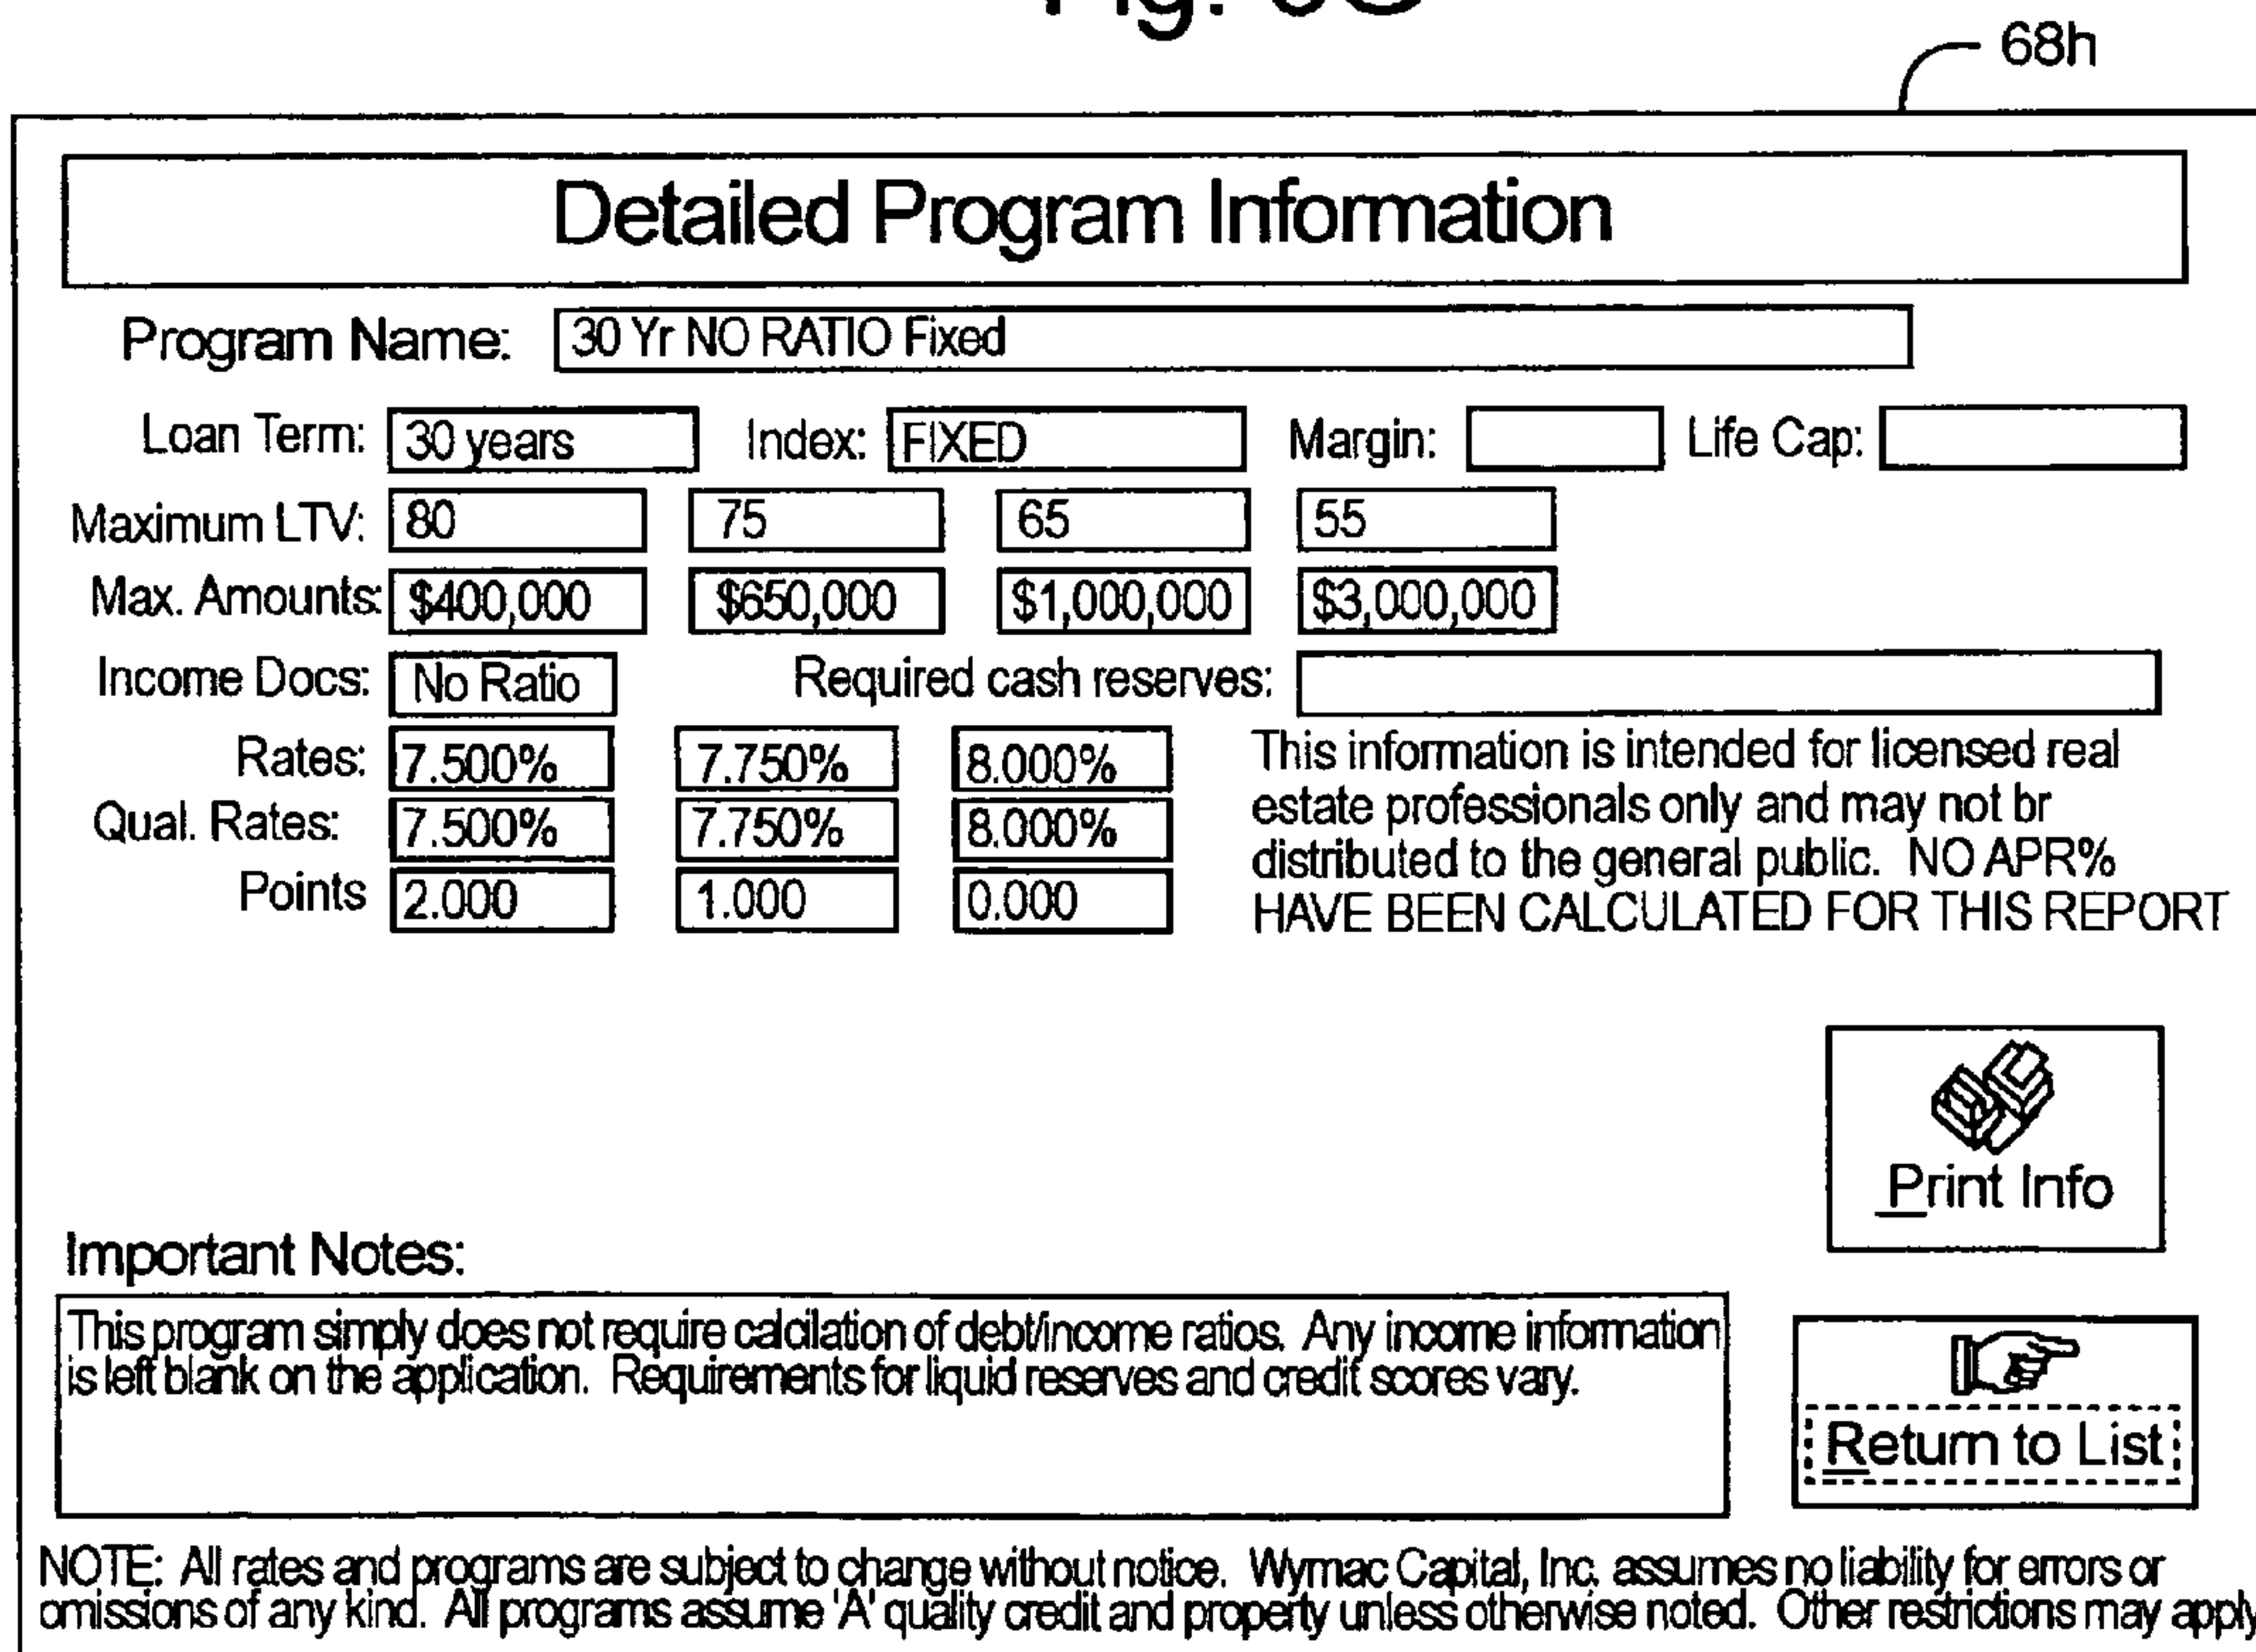 68h
Detailed Program Information
Program Name: 30 Yr NO RATIO Fixed
Loan Term: 30 years Index: FIXED Margin: Life Cap:
Maximum LTV: 80 75 65 55
Max. Amounts: $400,000 $650,000 $1,000,000 $3,000,000
Income Docs: No Ratio Required cash reserves:
Rates: 7.500% 7.750% 8.000%
Qual. Rates: 7.500% 7.750% 8.000%
Points 2.000 1.000 0.000
This information is intended for licensed real
estate professionals only and may not br
distributed to the general public. NO APR%
HAVE BEEN CALCULATED FOR THIS REPORT
Print Info
Important Notes:
This program simply does not require calcilation of debt/income ratios. Any income information
is left blank on the application. Requirements for liquid reserves and credit scores vary.
Return to List
NOTE: All rates and programs are subject to change without notice. Wymac Capital, Inc. assumes no liability for errors or
omissions of any kind. All programs assume 'A' quality credit and property unless otherwise noted. Other restrictions may apply